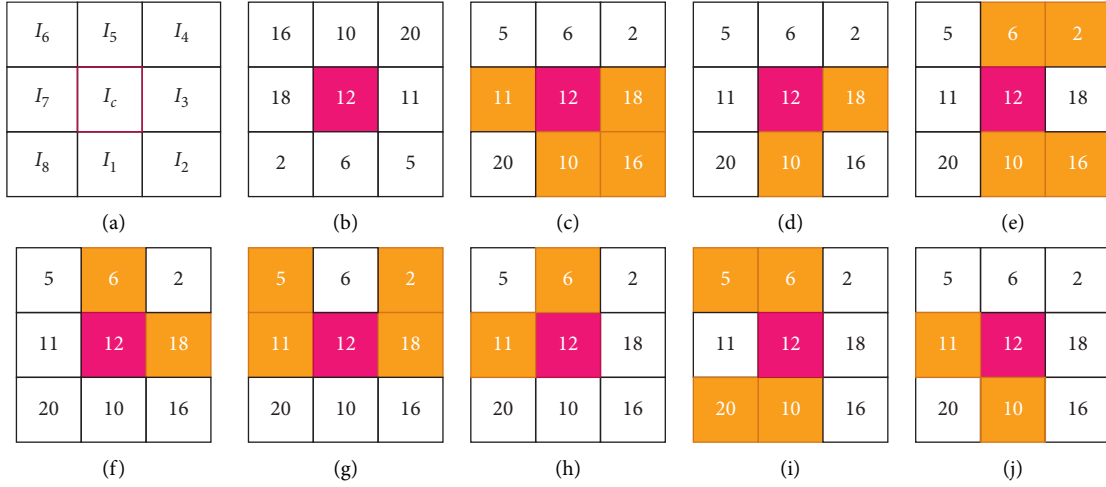 I6 I5 I4 16 10 20 5 6 2 5 6 2 5 6 2
I7 Ic I3 18 12 11 11 12 18 11 12 18 11 12 18
I8 I1 I2 2 6 5 20 10 16 20 10 16 20 10 16
(a) (b) (c) (d) (e)
5 6 2 5 6 2 5 6 2 5 6 2 5 6 2
11 12 18 11 12 18 11 12 18 11 12 18 11 12 18
20 10 16 20 10 16 20 10 16 20 10 16 20 10 16
(f) (g) (h) (i) (j)